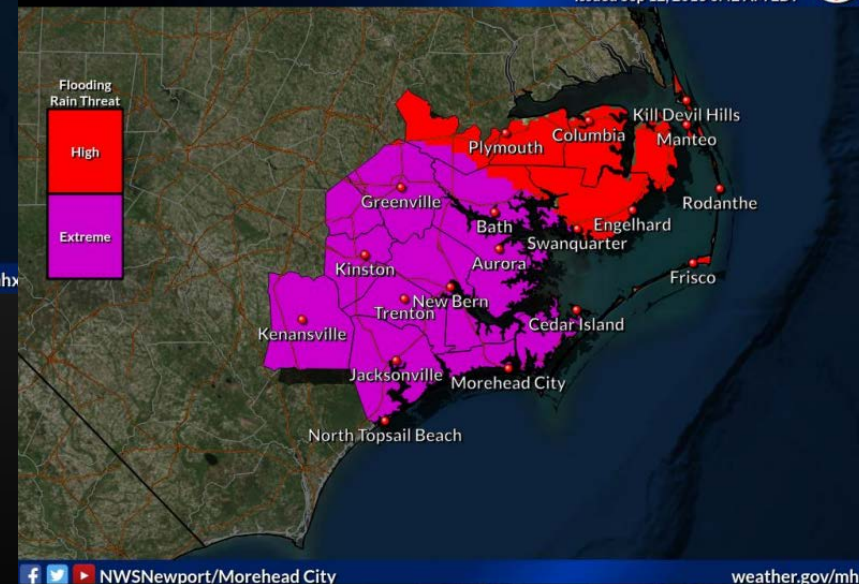 Flooding
Rain Threat
High
Extreme
Kill Devil Hills
Columbia
Manteo
Plymouth
Greenville
Rodanthe
Bath
Engelhard
Swanquarter
Kinston
Aurora
Frisco
New Bern
Trenton
Cedar Island
Kenansville
Jacksonville
Morehead City
North Topsail Beach
NWSNewport/Morehead City
weather.gov/mh